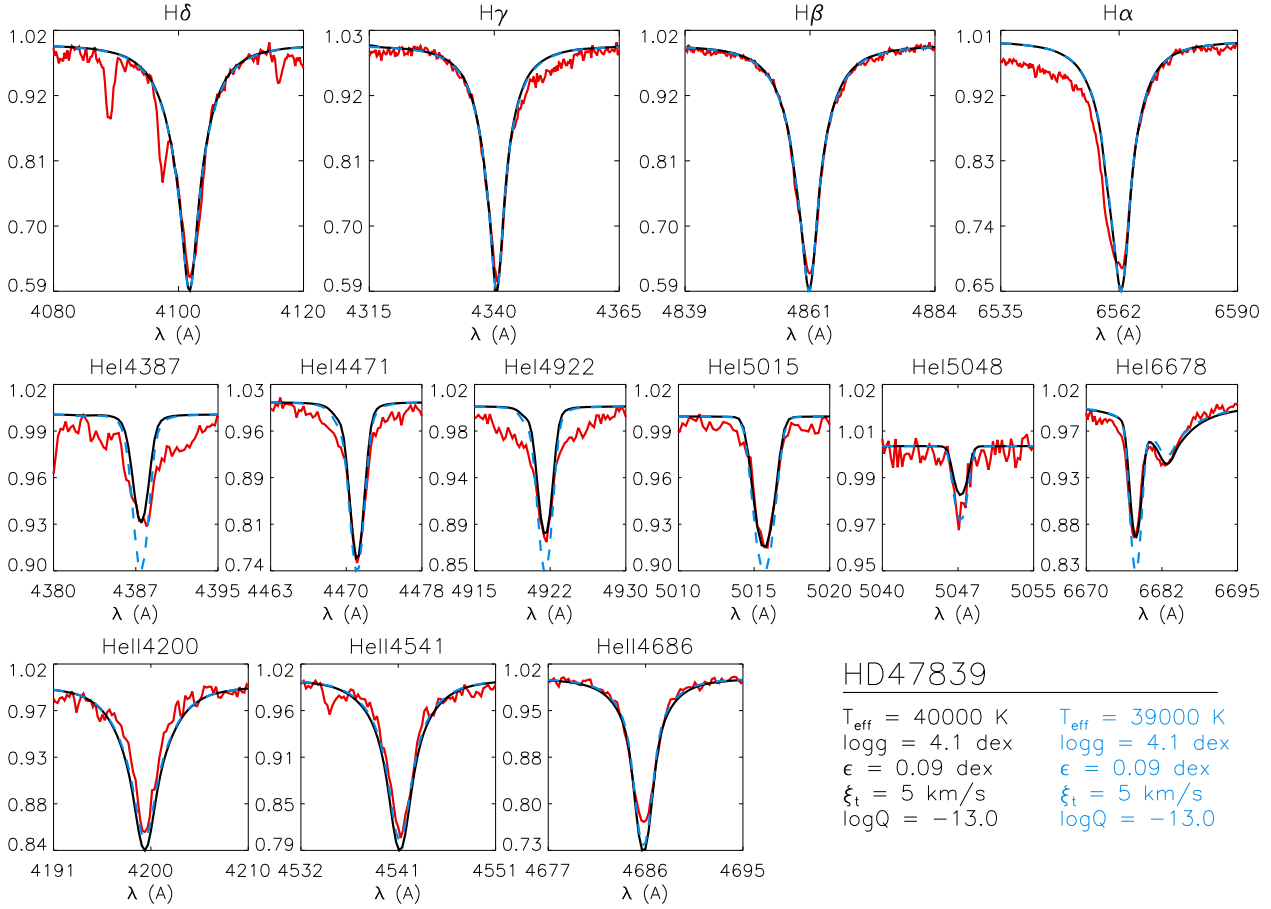 Hδ Hγ Hβ Hα
1.02 0.92 0.81 0.70 0.59
4080 4100 4120
λ (A)
1.03 0.92 0.81 0.70 0.59
4315 4340 4365
λ (A)
1.02 0.92 0.81 0.70 0.59
4839 4861 4884
λ (A)
1.01 0.92 0.83 0.74 0.65
6535 6562 6590
λ (A)
HeI4387 HeI4471 HeI4922 HeI5015 HeI5048 HeI6678
1.02 0.99 0.96 0.93 0.90
4380 4387 4395
λ (A)
1.03 0.96 0.89 0.81 0.74
4463 4470 4478
λ (A)
1.02 0.98 0.94 0.89 0.85
4915 4922 4930
λ (A)
1.02 0.99 0.96 0.93 0.90
5010 5015 5020
λ (A)
1.03 1.01 0.99 0.97 0.95
5040 5047 5055
λ (A)
1.02 0.97 0.93 0.88 0.83
6670 6682 6695
λ (A)
HeII4200 HeII4541 HeII4686
1.02 0.97 0.93 0.88 0.84
4191 4200 4210
λ (A)
1.02 0.96 0.91 0.85 0.79
4532 4541 4551
λ (A)
1.02 0.95 0.88 0.80 0.73
4677 4686 4695
λ (A)
HD47839
Teff = 40000 K
logg = 4.1 dex
ϵ = 0.09 dex
ξt = 5 km/s
logQ = −13.0
Teff = 39000 K
logg = 4.1 dex
ϵ = 0.09 dex
ξt = 5 km/s
logQ = −13.0